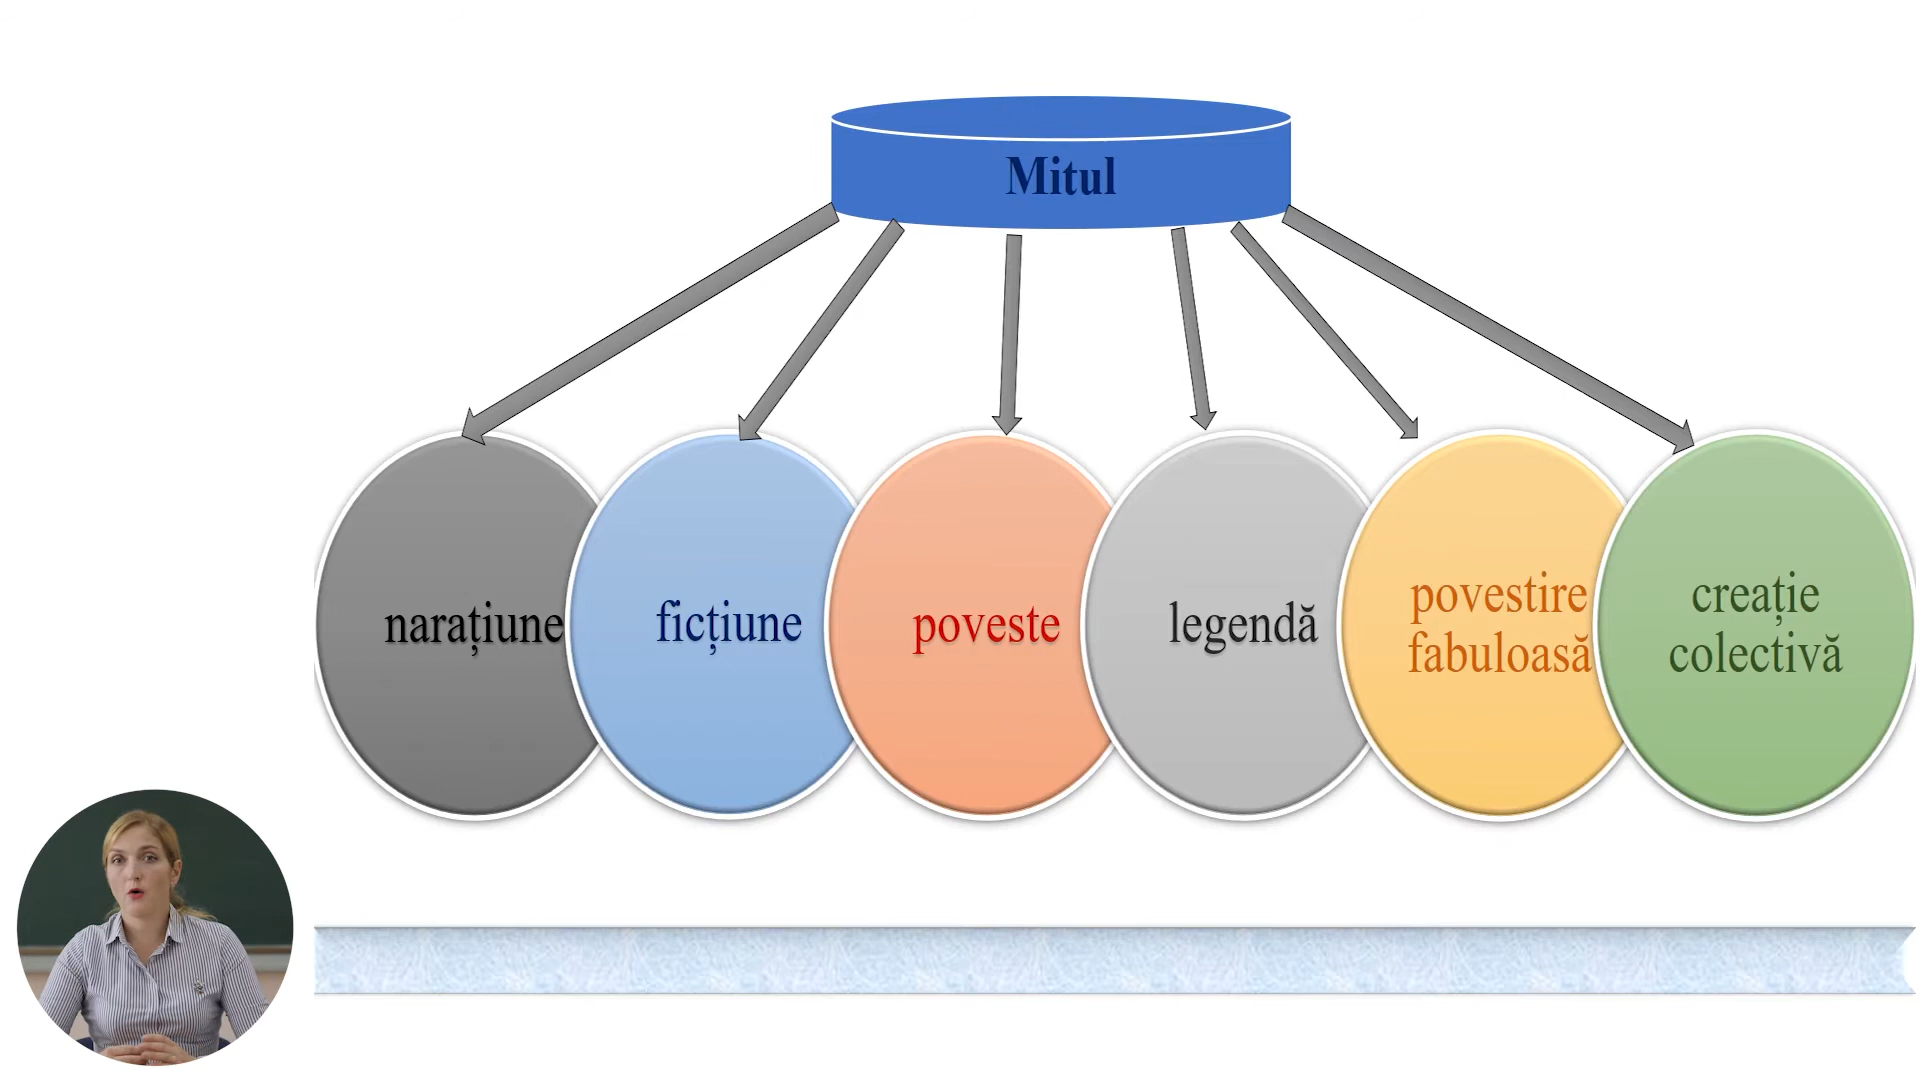 Mitul
narațiune
ficțiune
poveste
legendă
povestire
fabuloasă
creație
colectivă